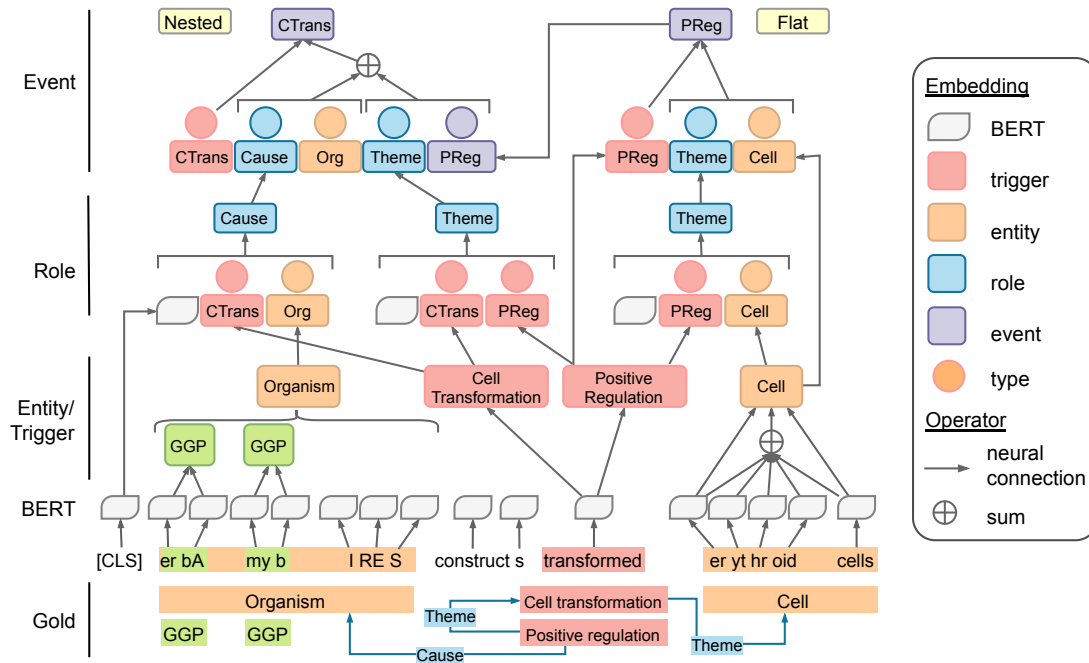 Nested
CTrans
PReg
Flat
Event
CTrans
Cause
Org
Theme
PReg
PReg
Theme
Cell
Cause
Theme
Theme
Role
CTrans
Org
CTrans
PReg
PReg
Cell
Entity/
Trigger
Organism
Cell
Transformation
Positive
Regulation
Cell
GGP
GGP
BERT
[CLS]
er bA
my b
I RE S
construct s
transformed
er yt hr oid
cells
Gold
Organism
Cell transformation
Cell
Theme
GGP
GGP
Positive regulation
Theme
Cause
Embedding
BERT
trigger
entity
role
event
type
Operator
neural
connection
sum